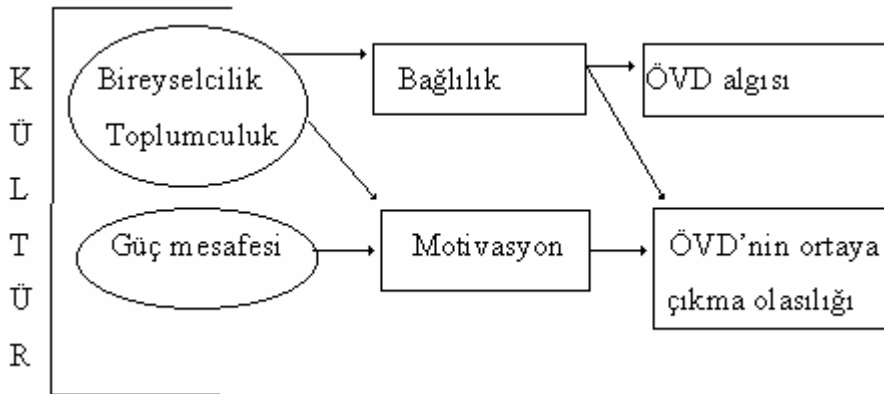 K
Ü
L
T
Ü
R
Bireyselcilik
Toplumculuk
Güç mesafesi
Bağlılık
Motivasyon
ÖVD algısı
ÖVD’nin ortaya
çıkma olasılığı